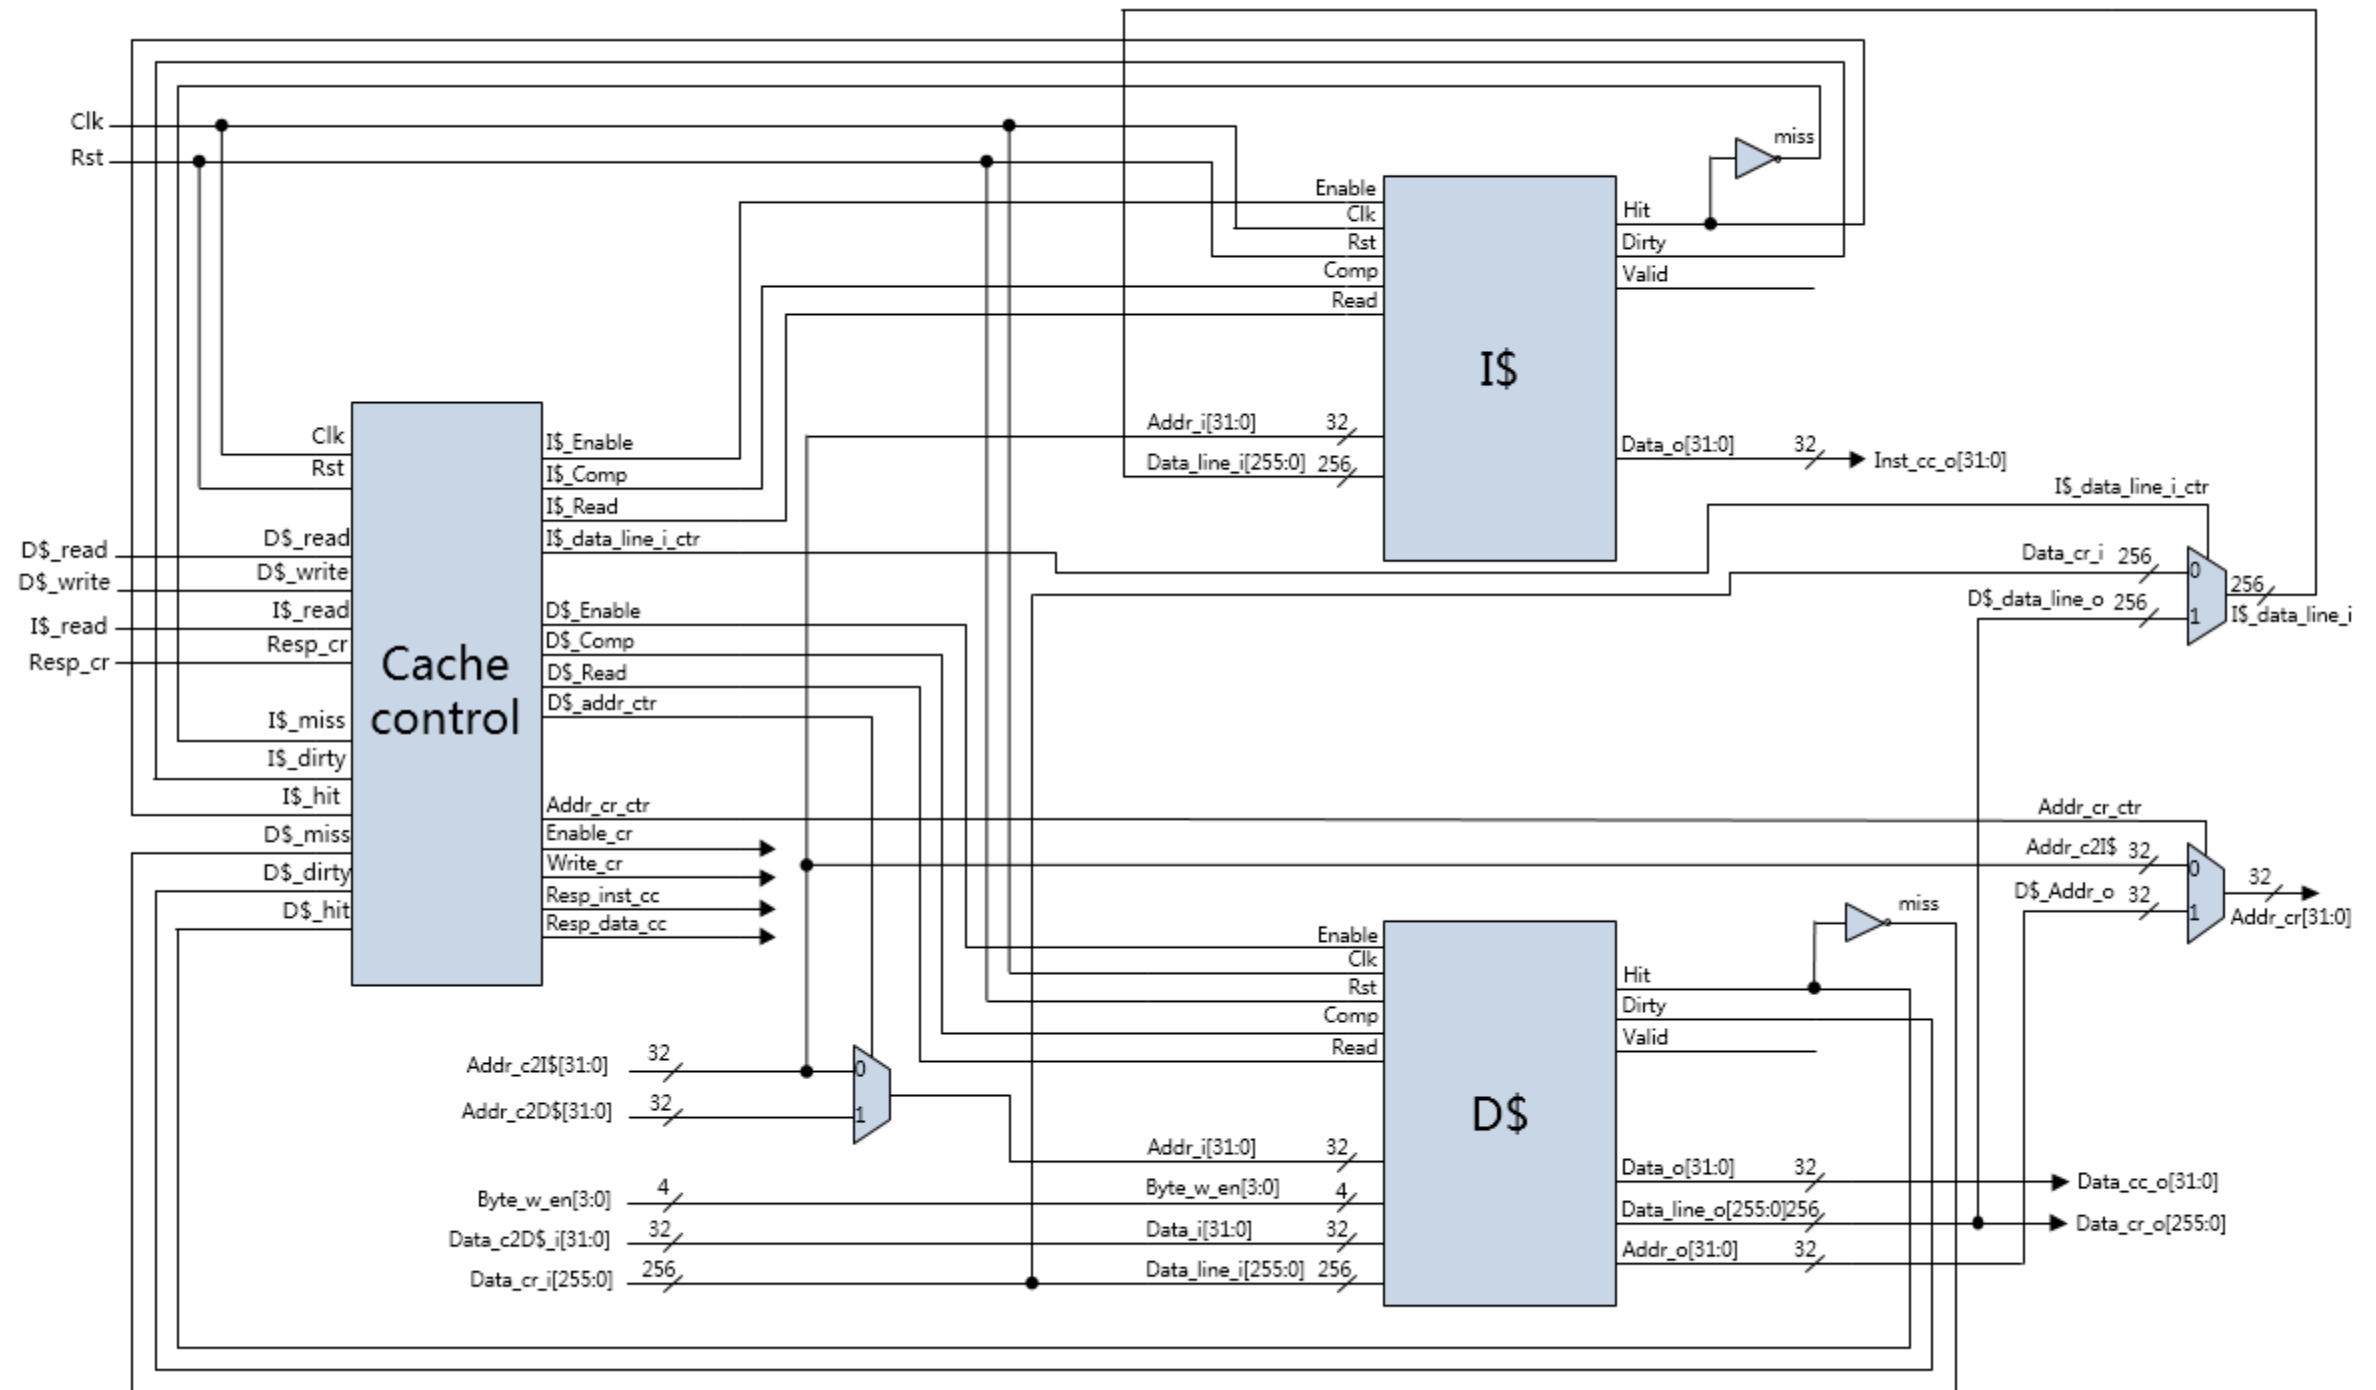 Clk
Rst
miss
Enable
Clk
Rst
Comp
Read
Hit
Dirty
Valid
I$
Addr_i[31:0] 32
Data_line_i[255:0] 256
Data_o[31:0] 32
Inst_cc_o[31:0]
I$_data_line_i_ctr
Data_cr_i 256
0
D$_data_line_o 256
1
256
I$_data_line_i
Clk
Rst
D$_read
D$_read
D$_write
D$_write
I$_read
I$_read
Resp_cr
Resp_cr
Cache
control
I$_miss
I$_dirty
I$_hit
D$_miss
D$_dirty
D$_hit
I$_Enable
I$_Comp
I$_Read
I$_data_line_i_ctr
D$_Enable
D$_Comp
D$_Read
D$_addr_ctr
Addr_cr_ctr
Enable_cr
Write_cr
Resp_inst_cc
Resp_data_cc
Addr_cr_ctr
Addr_c2I$ 32
0
D$_Addr_o 32
1
32
Addr_cr[31:0]
miss
Enable
Clk
Rst
Comp
Read
Hit
Dirty
Valid
D$
Addr_c2I$[31:0] 32
0
Addr_c2D$[31:0] 32
1
Addr_i[31:0] 32
Byte_w_en[3:0] 4
Byte_w_en[3:0] 4
Data_c2D$_i[31:0] 32
Data_i[31:0] 32
Data_cr_i[255:0] 256
Data_line_i[255:0] 256
Data_o[31:0] 32
Data_cc_o[31:0]
Data_line_o[255:0]256
Data_cr_o[255:0]
Addr_o[31:0] 32